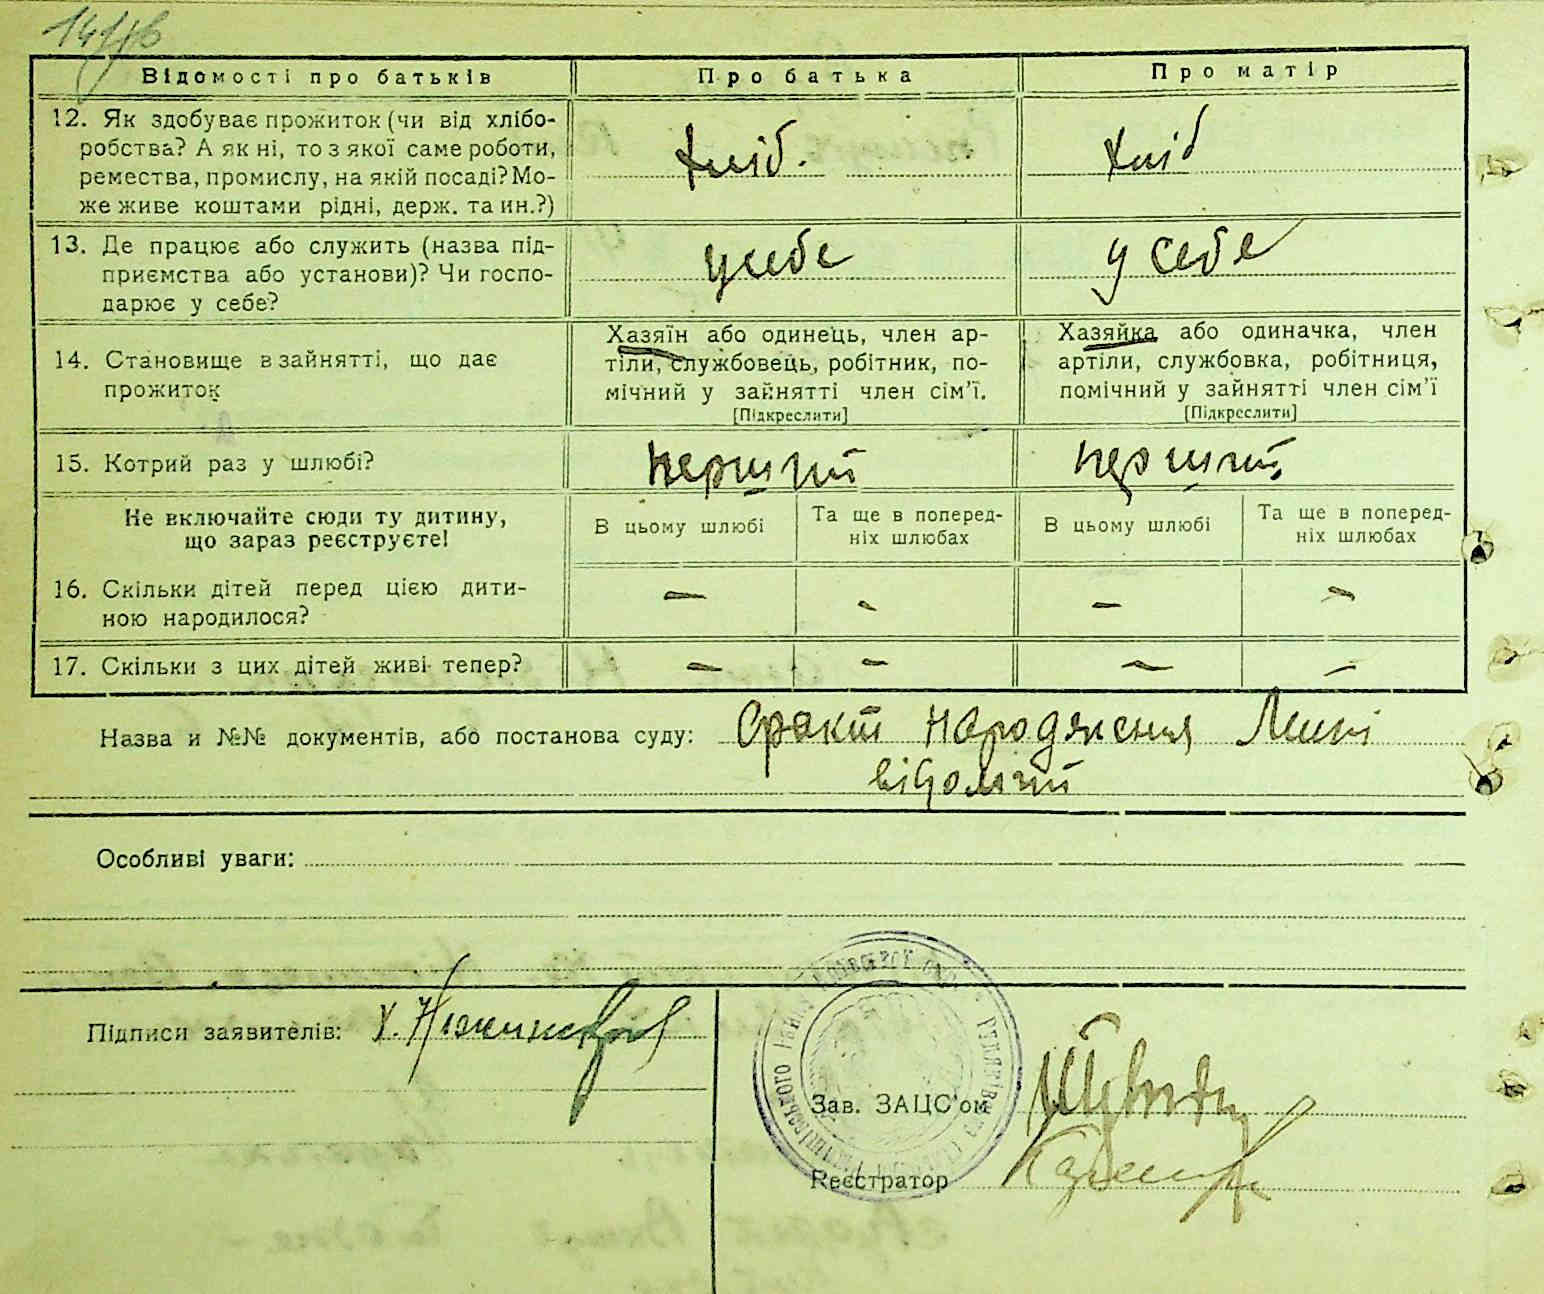 Відомості про батьків
Про батька
Про матір
12. Як здобуває прожиток (чи від хлібо-
робства? А як ні, то з якої саме роботи,
ремества, промислу, на якій посаді? Мо-
же живе коштами рідні, держ. та ин.?)
хліб.
хліб
13. Де працює або служить (назва під-
приємства або установи)? Чи госпо-
дарює у себе?
у себе
у себе
14. Становище в зайнятті, що дає
прожиток
Хазяїн або одинець, член ар-
тіли, службовець, робітник, по-
мічний у зайнятті член сім'ї.
[Підкреслити]
Хазяйка або одиначка, член
артіли, службовка, робітниця,
помічний у зайнятті член сім'ї
[Підкреслити]
15. Котрий раз у шлюбі?
перший
перший
Не включайте сюди ту дитину,
що зараз реєструєте!
В цьому шлюбі
Та ще в поперед-
ніх шлюбах
В цьому шлюбі
Та ще в поперед-
ніх шлюбах
16. Скільки дітей перед цією дити-
ною народилося?
— — — —
17. Скільки з цих дітей живі тепер?
— — — —
Назва и №№ документів, або постанова суду: Факт народження Мині
відомий
Особливі уваги:
Підписи заявителів: Х.
Зав. ЗАЦС'ом
Реєстратор